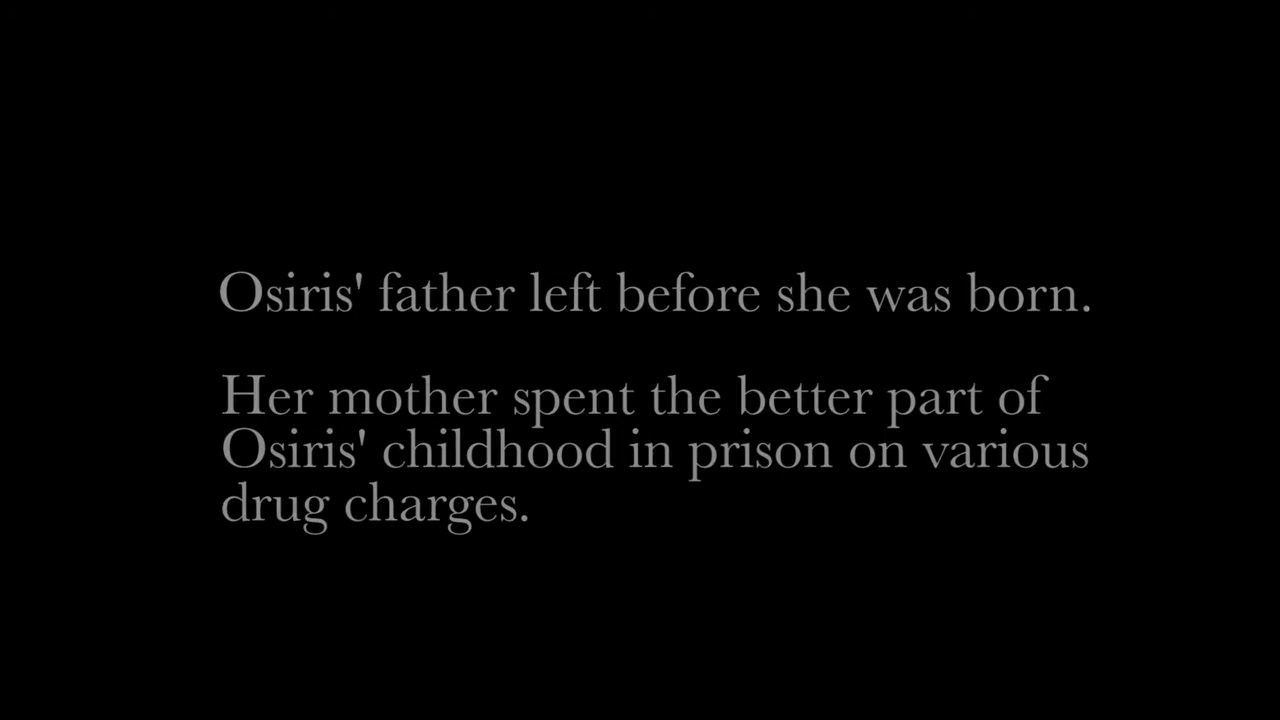 Osiris' father left before she was born.
Her mother spent the better part of
Osiris' childhood in prison on various
drug charges.